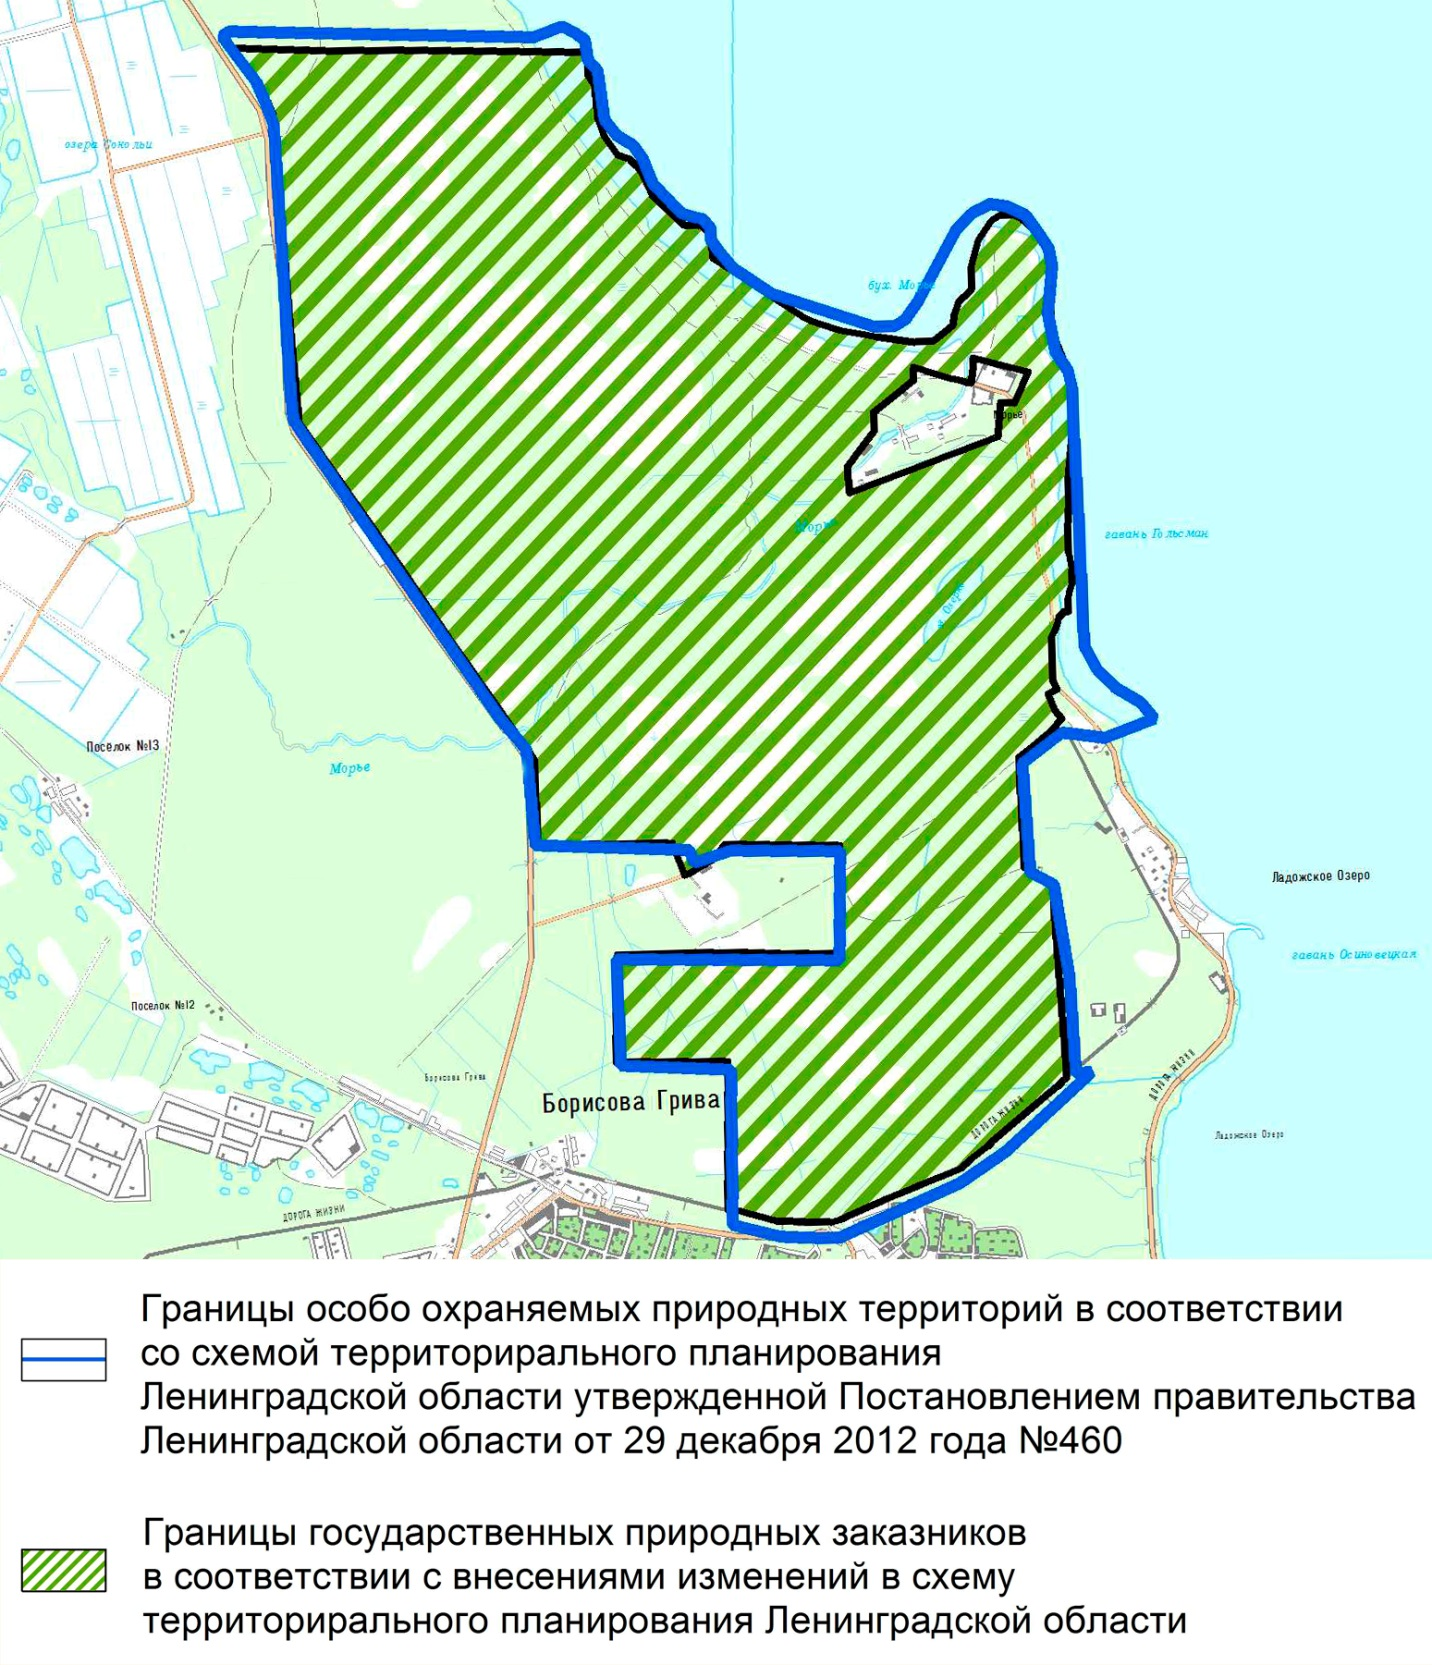 озера Сокольи
бух. Морье
Морье
Морье
гавань Гольсман
оз. Озерко
Поселок №13
Морье
Ладожское Озеро
гавань Осиновецкая
Поселок №12
Борисова Грива
Борисова Грива
ДОРОГА ЖИЗНИ
ДОРОГА ЖИЗНИ
Ладожское Озеро
ДОРОГА ЖИЗНИ
Границы особо охраняемых природных территорий в соответствии
со схемой территорирального планирования
Ленинградской области утвержденной Постановлением правительства
Ленинградской области от 29 декабря 2012 года №460
Границы государственных природных заказников
в соответствии с внесениями изменений в схему
территорирального планирования Ленинградской области